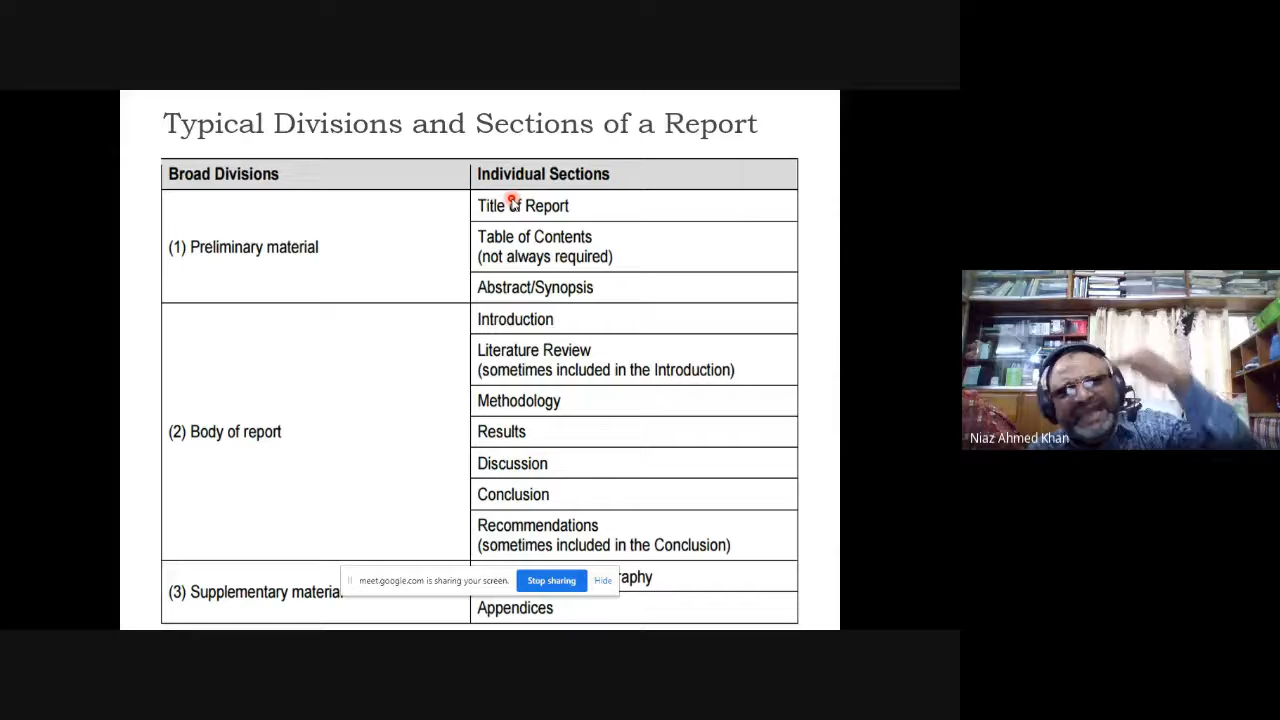 Typical Divisions and Sections of a Report
Broad Divisions
Individual Sections
(1) Preliminary material
Title of Report
Table of Contents
(not always required)
Abstract/Synopsis
(2) Body of report
Introduction
Literature Review
(sometimes included in the Introduction)
Methodology
Results
Discussion
Conclusion
Recommendations
(sometimes included in the Conclusion)
(3) Supplementary material
Appendices
meet.google.com is sharing your screen.
Stop sharing
Hide
Niaz Ahmed Khan